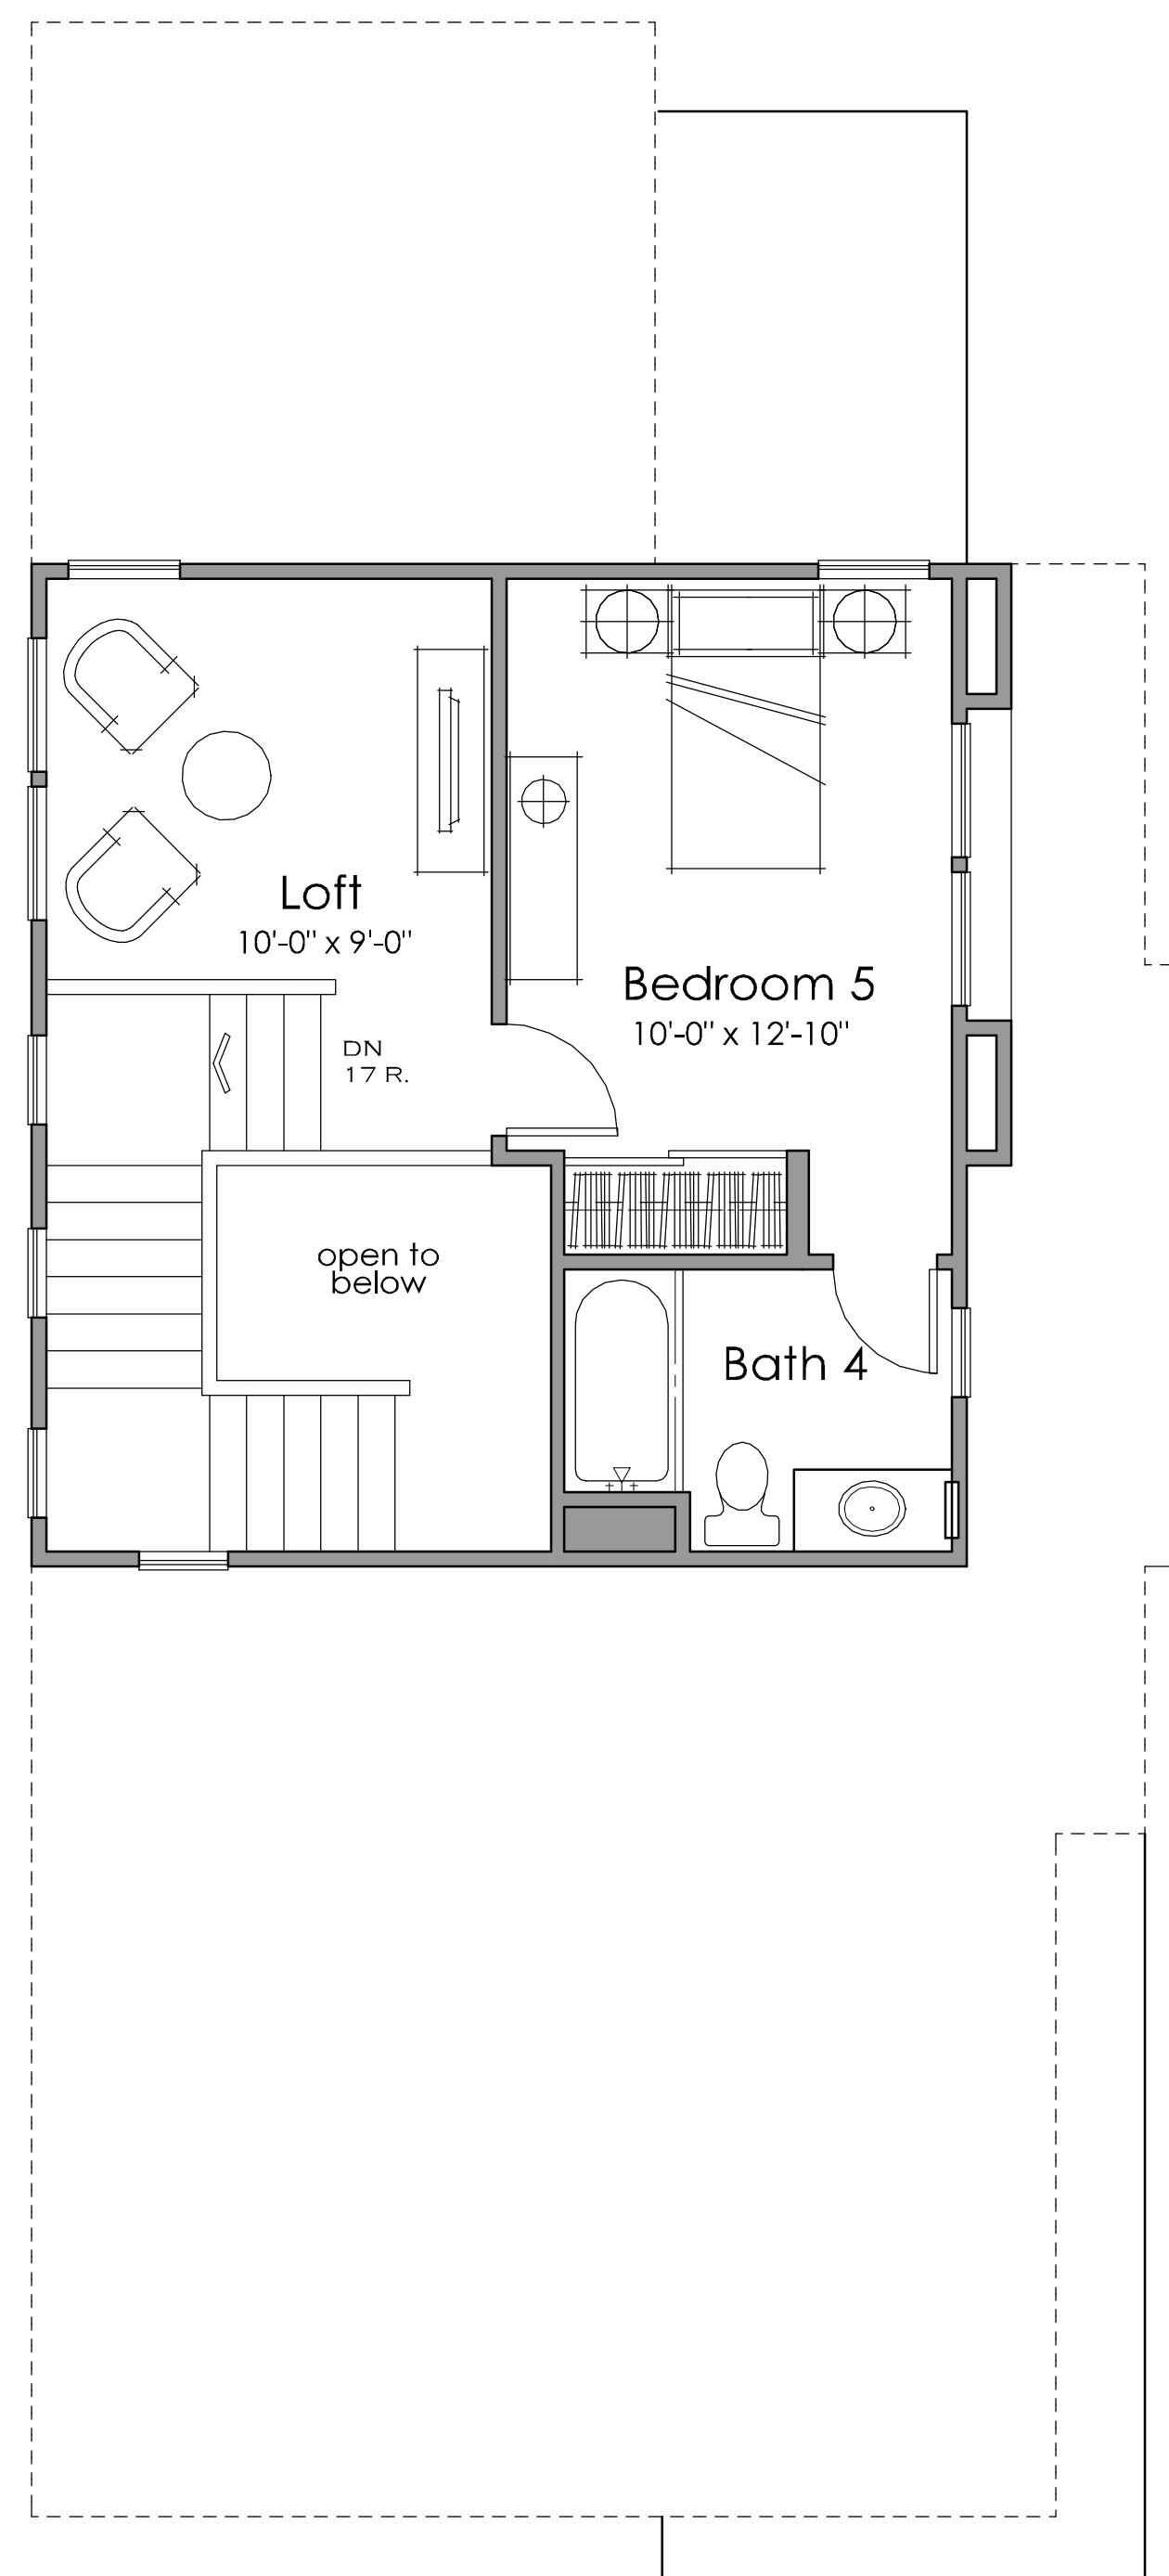 Loft
10'-0" x 9'-0"
Bedroom 5
10'-0" x 12'-10"
DN
17 R.
open to
below
Bath 4